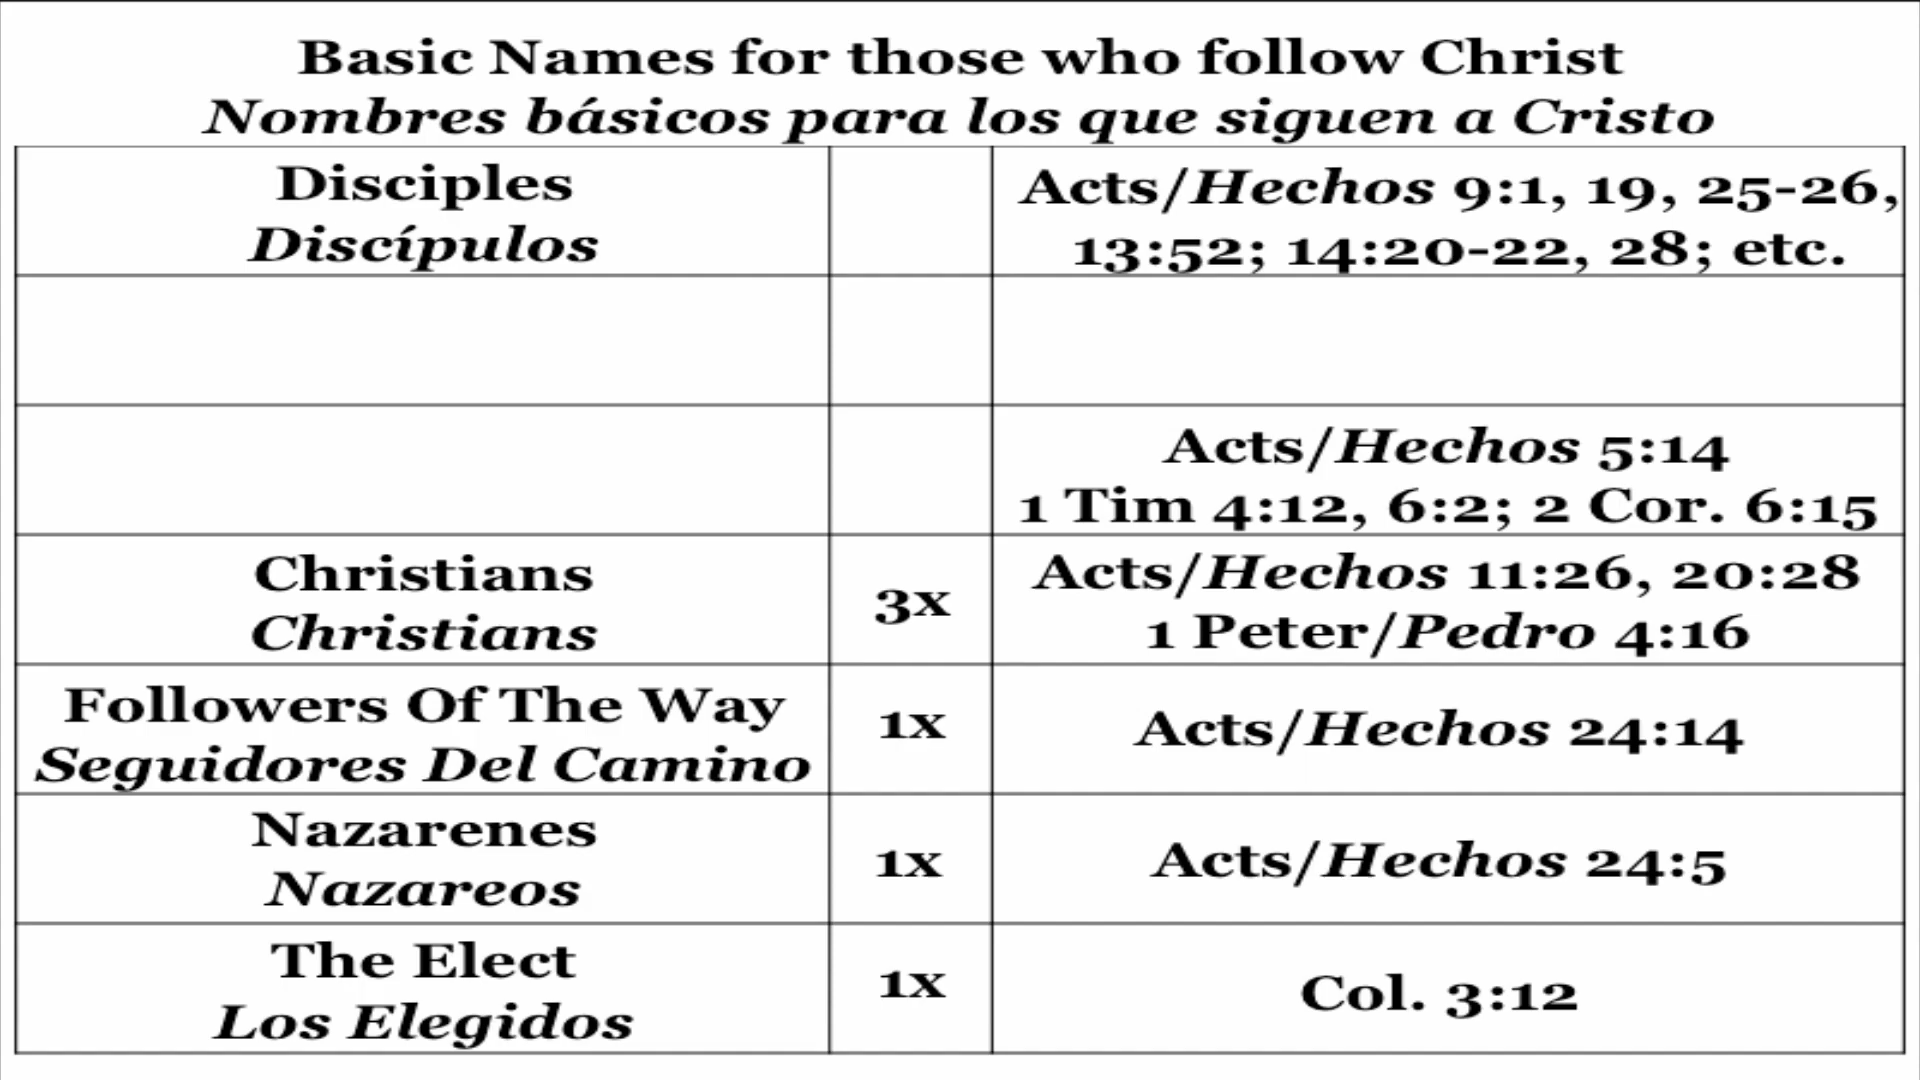 Basic Names for those who follow Christ
Nombres básicos para los que siguen a Cristo
Disciples
Discípulos
Acts/Hechos 9:1, 19, 25-26,
13:52; 14:20-22, 28; etc.
Acts/Hechos 5:14
1 Tim 4:12, 6:2; 2 Cor. 6:15
Christians
Christians
3x
Acts/Hechos 11:26, 20:28
1 Peter/Pedro 4:16
Followers Of The Way
Seguidores Del Camino
1x
Acts/Hechos 24:14
Nazarenes
Nazareos
1x
Acts/Hechos 24:5
The Elect
Los Elegidos
1x
Col. 3:12